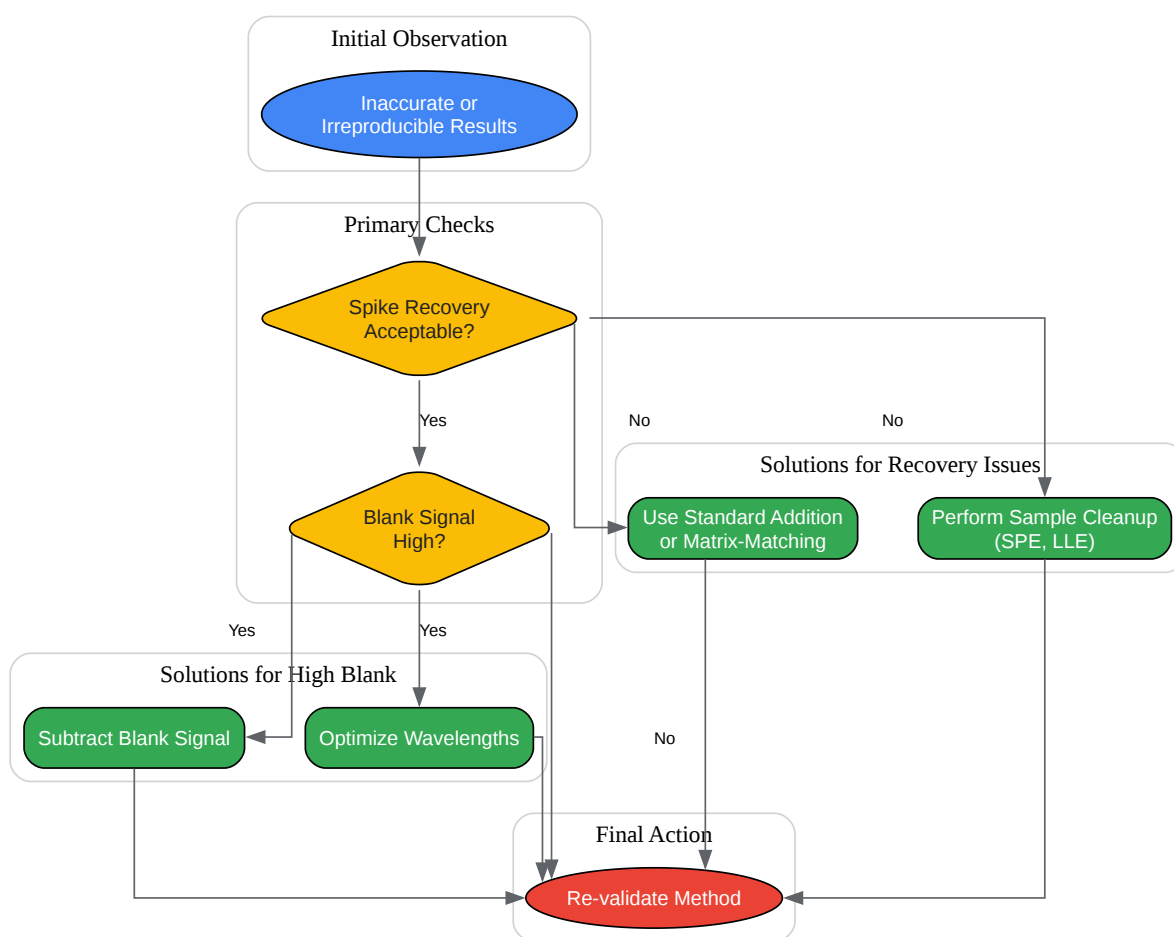 Initial Observation
Inaccurate or
Irreproducible Results
Primary Checks
Spike Recovery
Acceptable?
Yes
No
No
Solutions for Recovery Issues
Blank Signal
High?
Use Standard Addition
or Matrix-Matching
Perform Sample Cleanup
(SPE, LLE)
Yes
Yes
Solutions for High Blank
Subtract Blank Signal
Optimize Wavelengths
No
Final Action
Re-validate Method